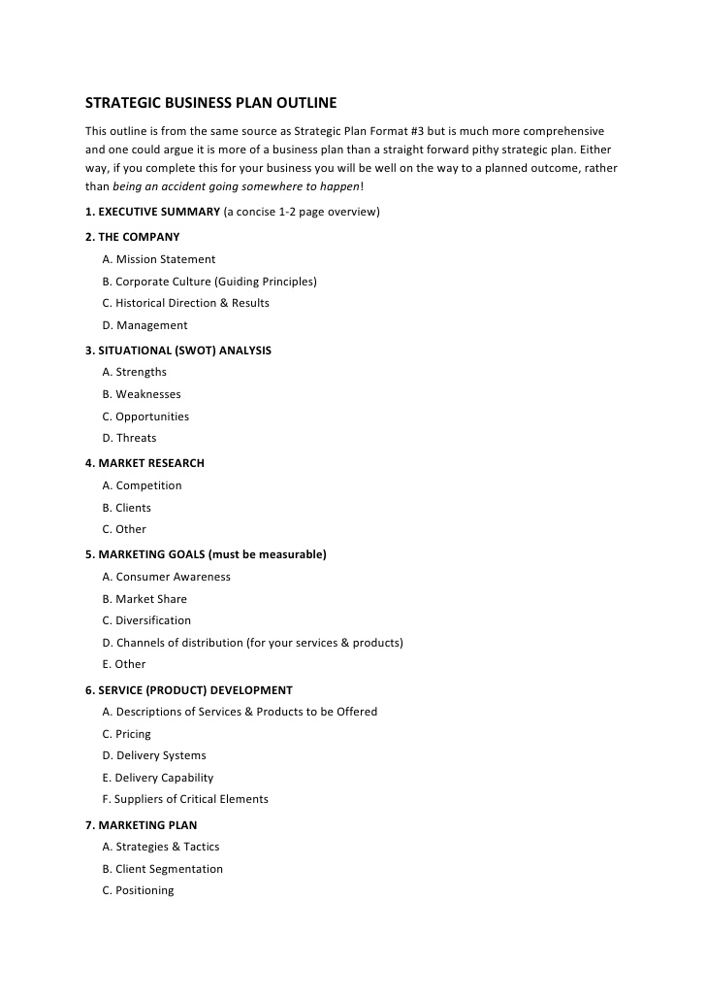 STRATEGIC BUSINESS PLAN OUTLINE
This outline is from the same source as Strategic Plan Format #3 but is much more comprehensive
and one could argue it is more of a business plan than a straight forward pithy strategic plan. Either
way, if you complete this for your business you will be well on the way to a planned outcome, rather
than being an accident going somewhere to happen!
1. EXECUTIVE SUMMARY (a concise 1-2 page overview)
2. THE COMPANY
A. Mission Statement
B. Corporate Culture (Guiding Principles)
C. Historical Direction & Results
D. Management
3. SITUATIONAL (SWOT) ANALYSIS
A. Strengths
B. Weaknesses
C. Opportunities
D. Threats
4. MARKET RESEARCH
A. Competition
B. Clients
C. Other
5. MARKETING GOALS (must be measurable)
A. Consumer Awareness
B. Market Share
C. Diversification
D. Channels of distribution (for your services & products)
E. Other
6. SERVICE (PRODUCT) DEVELOPMENT
A. Descriptions of Services & Products to be Offered
C. Pricing
D. Delivery Systems
E. Delivery Capability
F. Suppliers of Critical Elements
7. MARKETING PLAN
A. Strategies & Tactics
B. Client Segmentation
C. Positioning